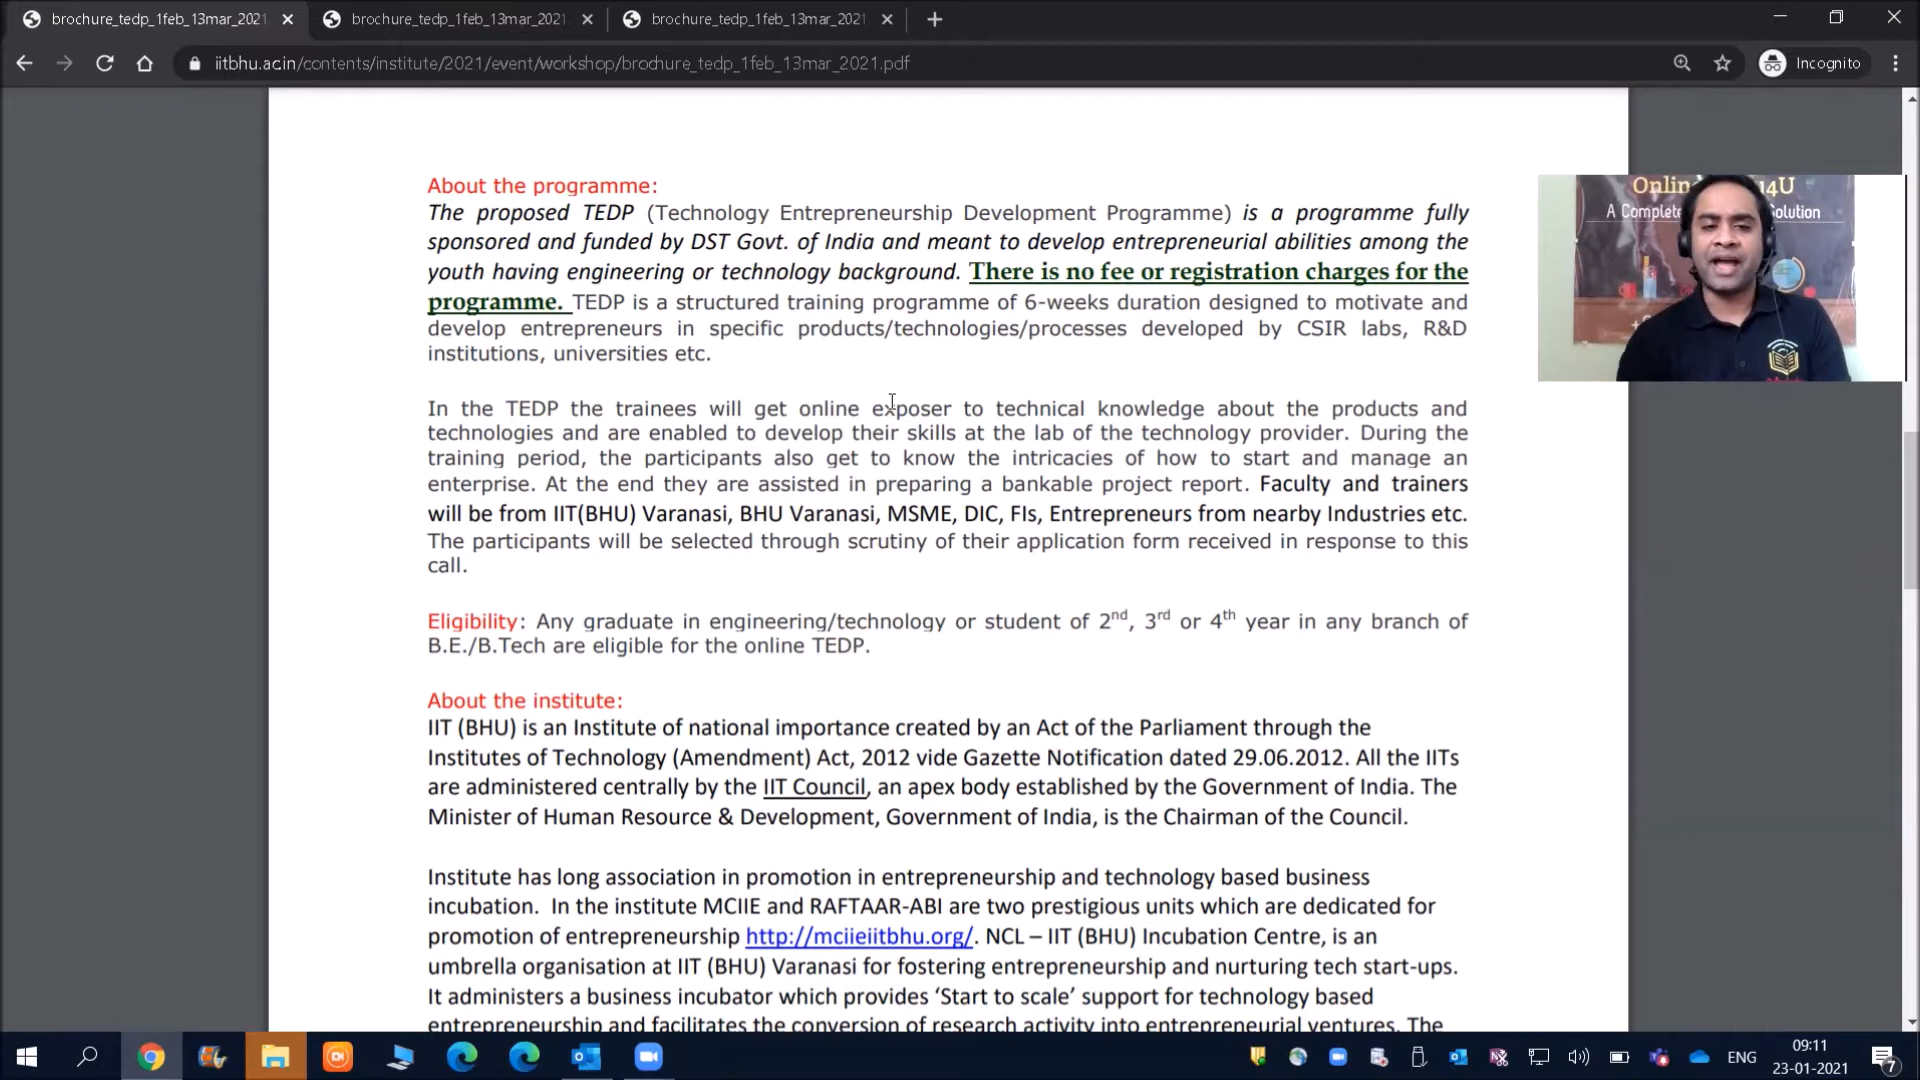 brochure_tedp_1feb_13mar_2021
brochure_tedp_1feb_13mar_2021
brochure_tedp_1feb_13mar_2021
iitbhu.ac.in/contents/institute/2021/event/workshop/brochure_tedp_1feb_13mar_2021.pdf
Incognito
About the programme:
The proposed TEDP (Technology Entrepreneurship Development Programme) is a programme fully
sponsored and funded by DST Govt. of India and meant to develop entrepreneurial abilities among the
youth having engineering or technology background. There is no fee or registration charges for the
programme. TEDP is a structured training programme of 6-weeks duration designed to motivate and
develop entrepreneurs in specific products/technologies/processes developed by CSIR labs, R&D
institutions, universities etc.
In the TEDP the trainees will get online exposer to technical knowledge about the products and
technologies and are enabled to develop their skills at the lab of the technology provider. During the
training period, the participants also get to know the intricacies of how to start and manage an
enterprise. At the end they are assisted in preparing a bankable project report. Faculty and trainers
will be from IIT(BHU) Varanasi, BHU Varanasi, MSME, DIC, FIs, Entrepreneurs from nearby Industries etc.
The participants will be selected through scrutiny of their application form received in response to this
call.
Eligibility: Any graduate in engineering/technology or student of 2nd, 3rd or 4th year in any branch of
B.E./B.Tech are eligible for the online TEDP.
About the institute:
IIT (BHU) is an Institute of national importance created by an Act of the Parliament through the
Institutes of Technology (Amendment) Act, 2012 vide Gazette Notification dated 29.06.2012. All the IITs
are administered centrally by the IIT Council, an apex body established by the Government of India. The
Minister of Human Resource & Development, Government of India, is the Chairman of the Council.
Institute has long association in promotion in entrepreneurship and technology based business
incubation. In the institute MCIIE and RAFTAAR-ABI are two prestigious units which are dedicated for
promotion of entrepreneurship http://mciieiitbhu.org/. NCL – IIT (BHU) Incubation Centre, is an
umbrella organisation at IIT (BHU) Varanasi for fostering entrepreneurship and nurturing tech start-ups.
It administers a business incubator which provides ‘Start to scale’ support for technology based
entrepreneurship and facilitates the conversion of research activity into entrepreneurial ventures. The
4U
A Complete Solution
ENG
09:11
23-01-2021
7